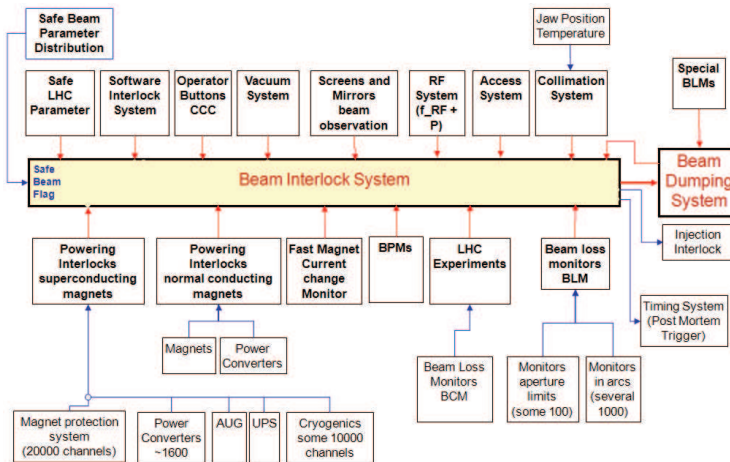 Safe Beam
Parameter
Distribution
Jaw Position
Temperature
Safe
LHC
Parameter
Software
Interlock
System
Operator
Buttons
CCC
Vacuum
System
Screens and
Mirrors
beam
observation
RF
System
(f_RF +
P)
Access
System
Collimation
System
Special
BLMs
Safe
Beam
Flag
Beam Interlock System
Beam
Dumping
System
Powering
Interlocks
superconducting
magnets
Powering
Interlocks
normal conducting
magnets
Fast Magnet
Current
change
Monitor
BPMs
LHC
Experiments
Beam loss
monitors
BLM
Injection
Interlock
Timing System
(Post Mortem
Trigger)
Magnets
Power
Converters
Beam Loss
Monitors
BCM
Monitors
aperture
limits
(some 100)
Monitors
in arcs
(several
1000)
Magnet protection
system
(20000 channels)
Power
Converters
~1600
AUG
UPS
Cryogenics
some 10000
channels